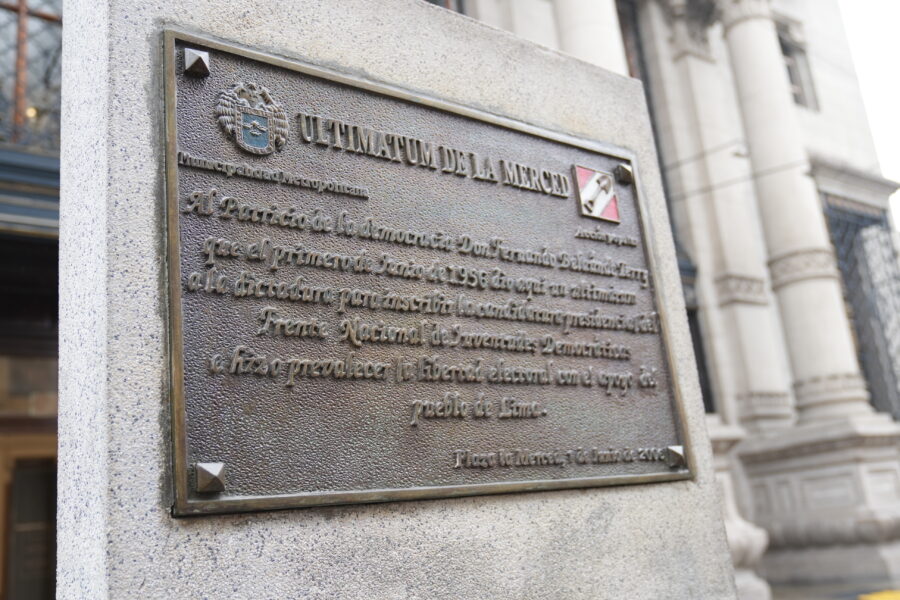 ULTIMATUM DE LA MERCED
Municipalidad Metropolitana
Acción popular
Al Patricio de la democracia Don Fernando Belaúnde Terry
que el primero de Junio de 1956 dio aquí un ultimátum
a la dictadura para inscribir la candidatura presidencial del
Frente Nacional de Juventudes Democráticas
e hizo prevalecer la libertad electoral con el apoyo del
pueblo de Lima.
Plaza la Merced, 1 de Junio de